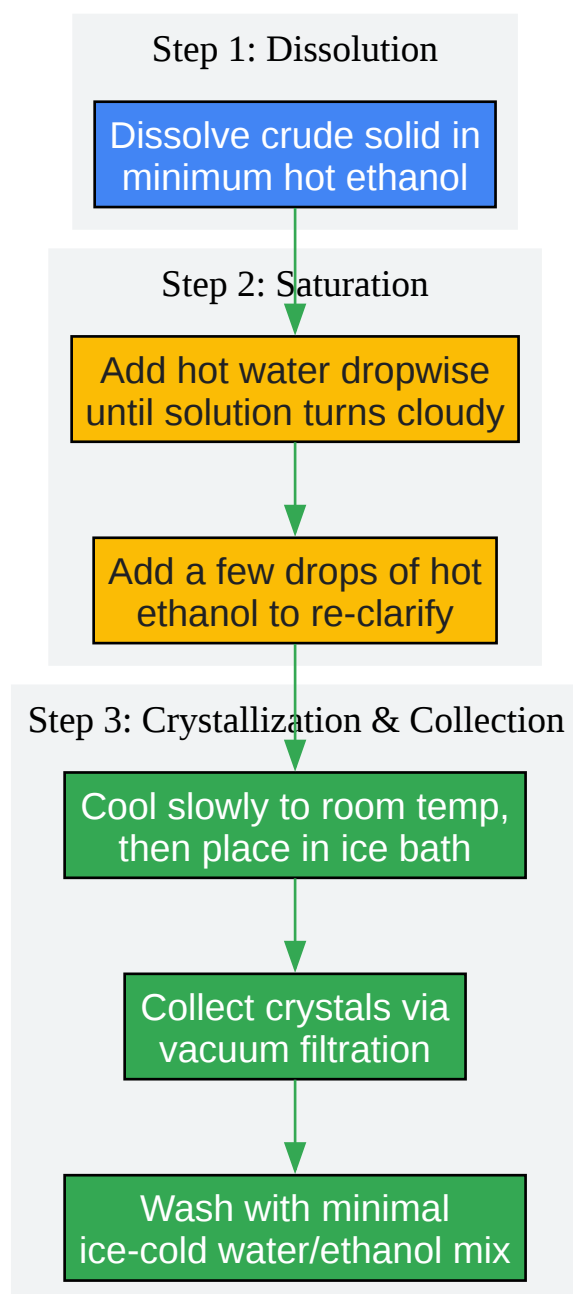 Step 1: Dissolution
Dissolve crude solid in
minimum hot ethanol
Step 2: Saturation
Add hot water dropwise
until solution turns cloudy
Add a few drops of hot
ethanol to re-clarify
Step 3: Crystallization & Collection
Cool slowly to room temp,
then place in ice bath
Collect crystals via
vacuum filtration
Wash with minimal
ice-cold water/ethanol mix